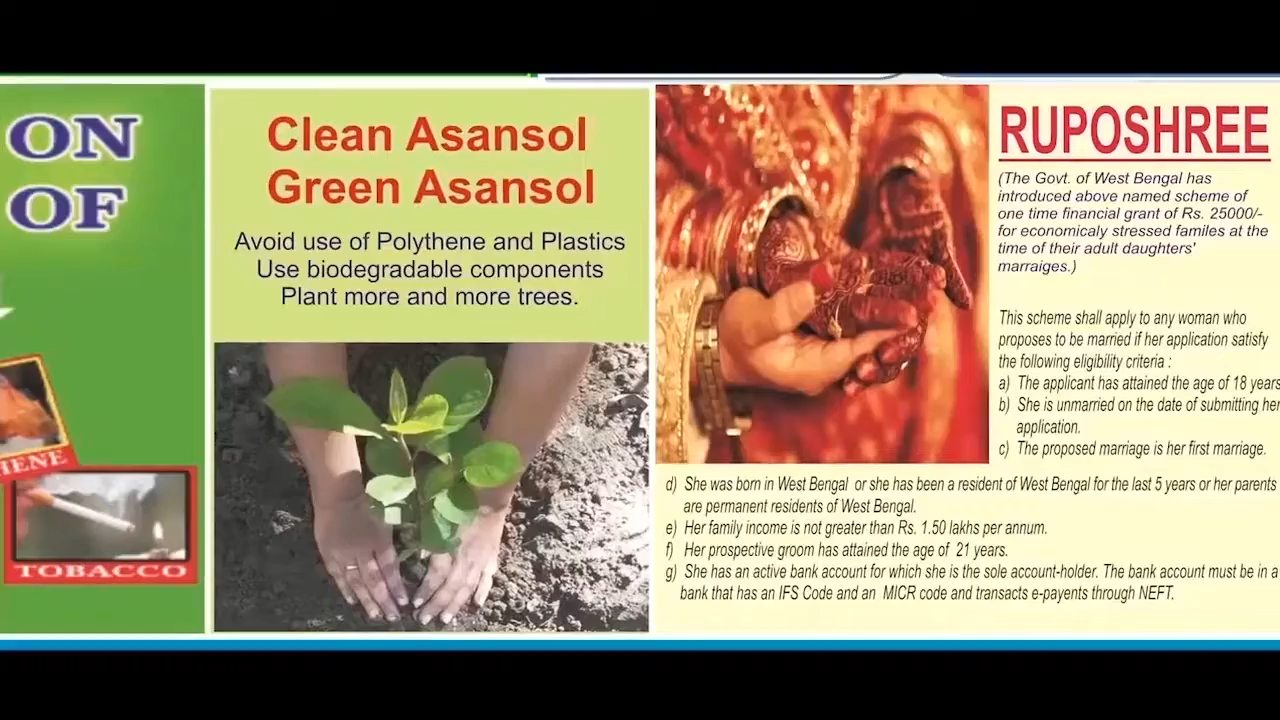 ON
OF
HENE
TOBACCO
Clean Asansol
Green Asansol
Avoid use of Polythene and Plastics
Use biodegradable components
Plant more and more trees.
RUPOSHREE
(The Govt. of West Bengal has
introduced above named scheme of
one time financial grant of Rs. 25000/-
for economicaly stressed familes at the
time of their adult daughters'
marraiges.)
This scheme shall apply to any woman who
proposes to be married if her application satisfy
the following eligibility criteria :
a) The applicant has attained the age of 18 years
b) She is unmarried on the date of submitting her
application.
c) The proposed marriage is her first marriage.
d) She was born in West Bengal or she has been a resident of West Bengal for the last 5 years or her parents
are permanent residents of West Bengal.
e) Her family income is not greater than Rs. 1.50 lakhs per annum.
f) Her prospective groom has attained the age of 21 years.
g) She has an active bank account for which she is the sole account-holder. The bank account must be in a
bank that has an IFS Code and an MICR code and transacts e-payents through NEFT.